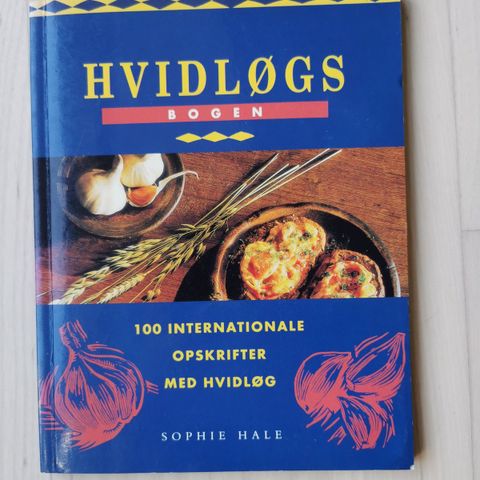 HVIDLØGS
BOGEN
100 INTERNATIONALE
OPSKRIFTER
MED HVIDLØG
SOPHIE HALE